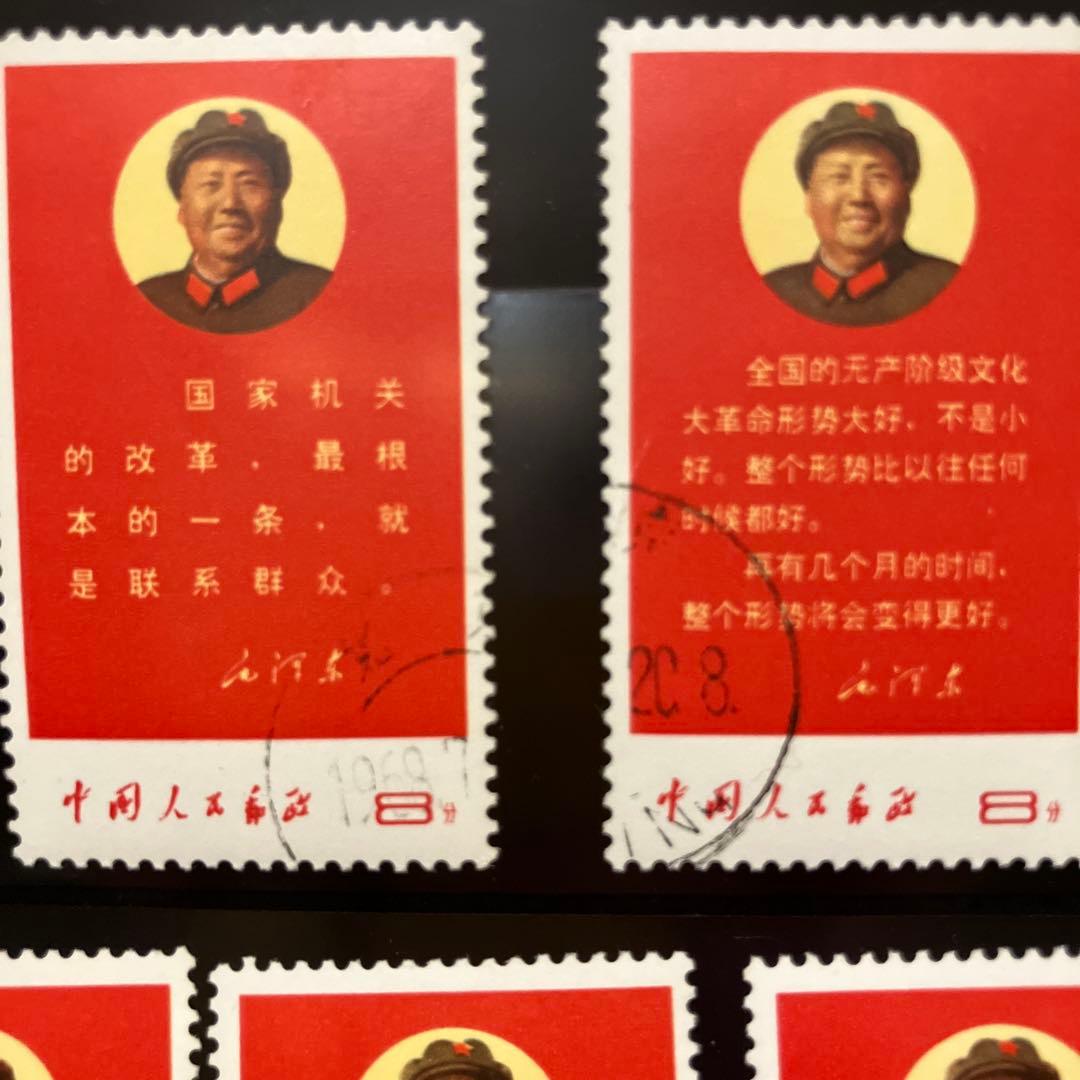 国家机关
的改革，最根
本的一条，就
是联系群众。
毛泽东
1968.7
中国人民邮政 8分
全国的无产阶级文化
大革命形势大好，不是小
好。整个形势比以往任何
时候都好。
再有几个月的时间，
整个形势将会变得更好。
毛泽东
20.8.
中国人民邮政 8分